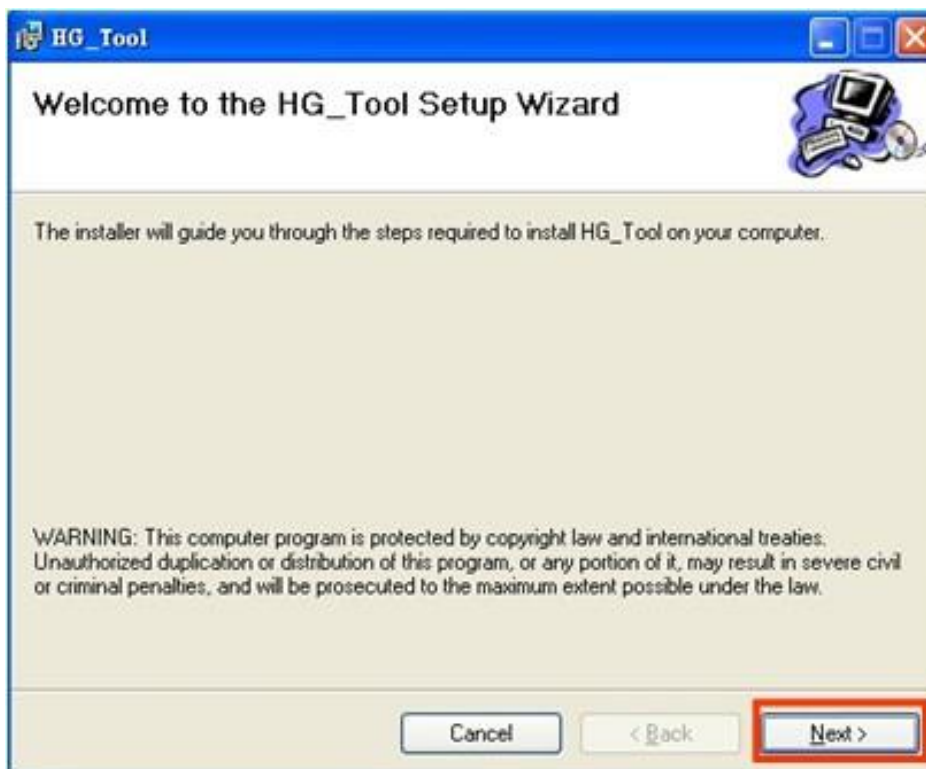 HG_Tool
Welcome to the HG_Tool Setup Wizard
The installer will guide you through the steps required to install HG_Tool on your computer.
WARNING: This computer program is protected by copyright law and international treaties.
Unauthorized duplication or distribution of this program, or any portion of it, may result in severe civil
or criminal penalties, and will be prosecuted to the maximum extent possible under the law.
Cancel < Back Next >